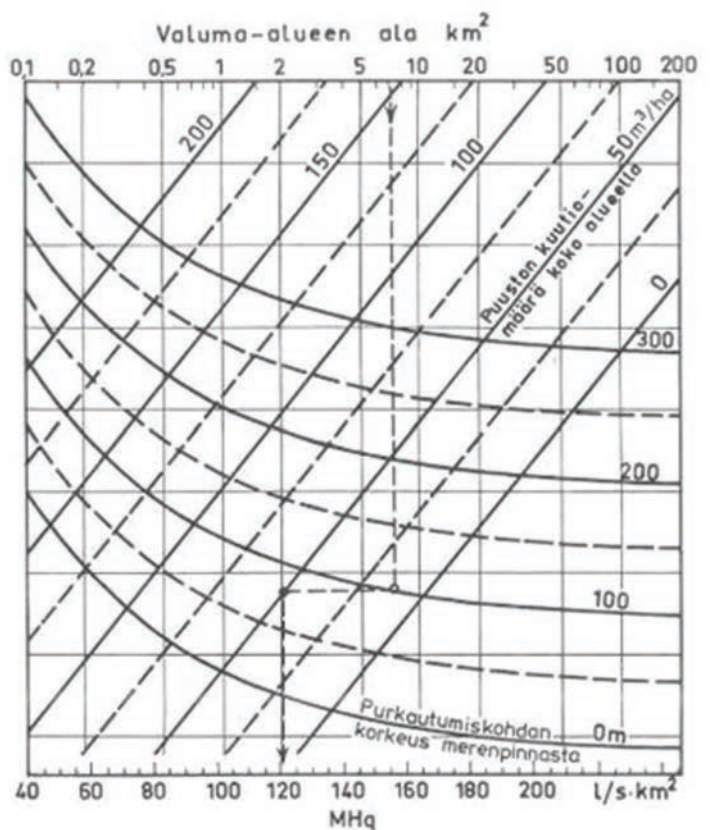 Valuma-alueen ala km²
0,1 0,2 0,5 1 2 5 10 20 50 100 200
200
150
100
50 m³/ha
Puuston kuutio-
määrä koko alueella
0
300
200
100
0m
Purkautumiskohdan
korkeus merenpinnasta
40 60 80 100 120 140 160 180 200 l/s·km²
MHq